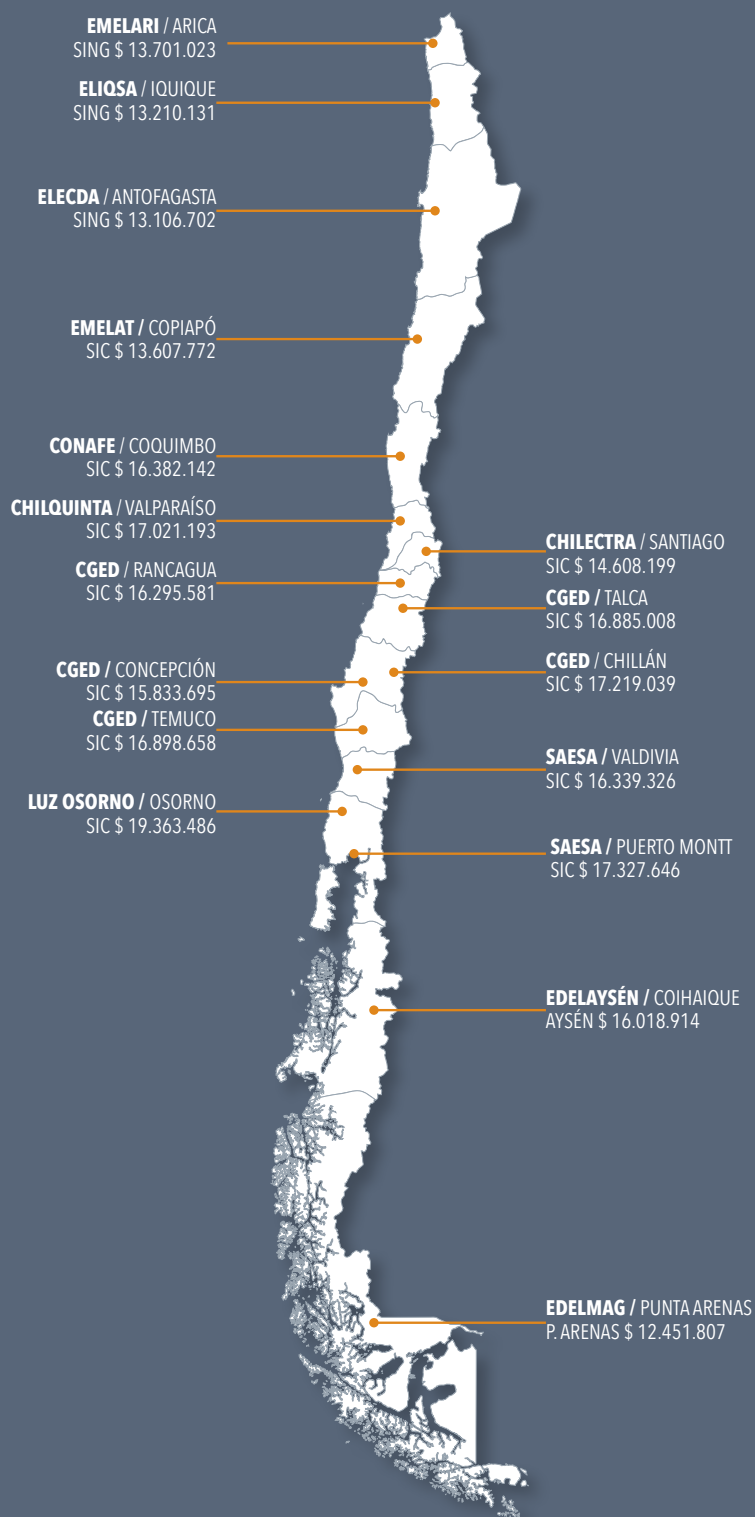 EMELARI / ARICA
SING $ 13.701.023
ELIQSA / IQUIQUE
SING $ 13.210.131
ELECDA / ANTOFAGASTA
SING $ 13.106.702
EMELAT / COPIAPÓ
SIC $ 13.607.772
CONAFE / COQUIMBO
SIC $ 16.382.142
CHILQUINTA / VALPARAÍSO
SIC $ 17.021.193
CHILECTRA / SANTIAGO
SIC $ 14.608.199
CGED / RANCAGUA
SIC $ 16.295.581
CGED / TALCA
SIC $ 16.885.008
CGED / CONCEPCIÓN
SIC $ 15.833.695
CGED / CHILLÁN
SIC $ 17.219.039
CGED / TEMUCO
SIC $ 16.898.658
SAESA / VALDIVIA
SIC $ 16.339.326
LUZ OSORNO / OSORNO
SIC $ 19.363.486
SAESA / PUERTO MONTT
SIC $ 17.327.646
EDELAYSÉN / COIHAIQUE
AYSÉN $ 16.018.914
EDELMAG / PUNTA ARENAS
P. ARENAS $ 12.451.807